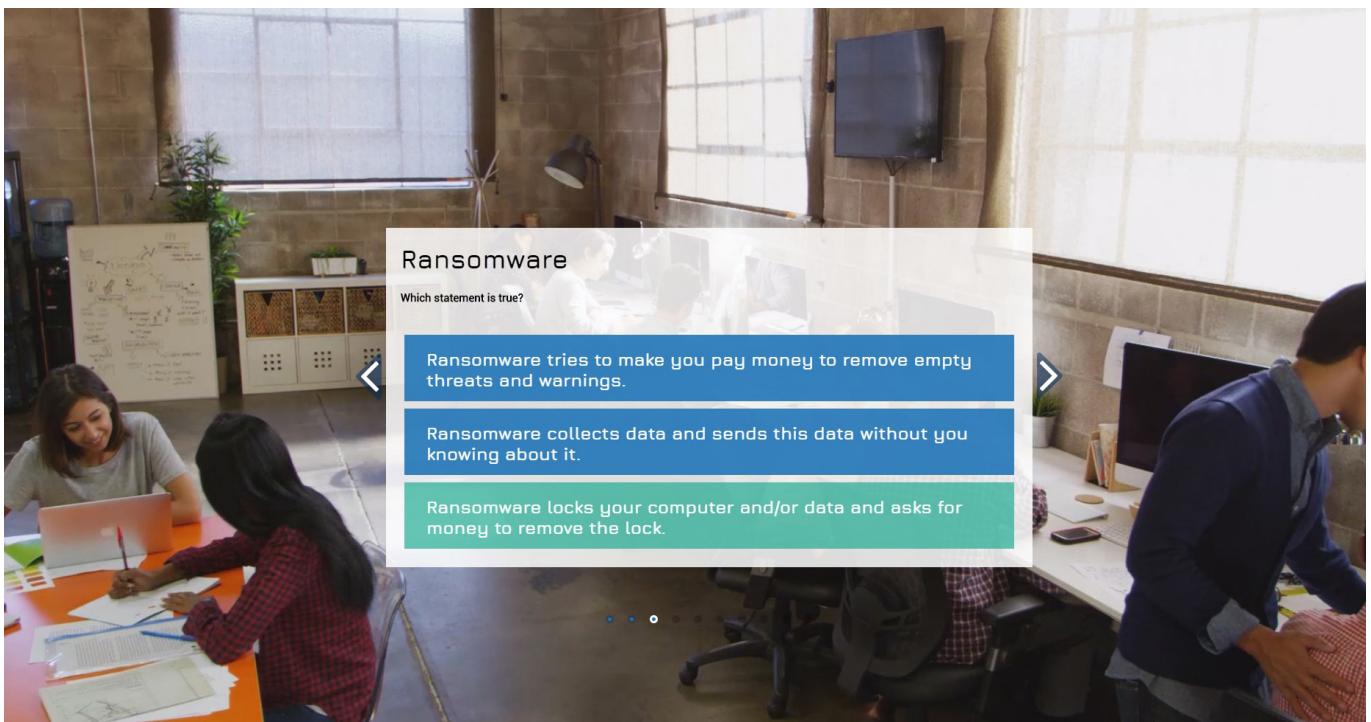 Ransomware
Which statement is true?
Ransomware tries to make you pay money to remove empty
threats and warnings.
Ransomware collects data and sends this data without you
knowing about it.
Ransomware locks your computer and/or data and asks for
money to remove the lock.